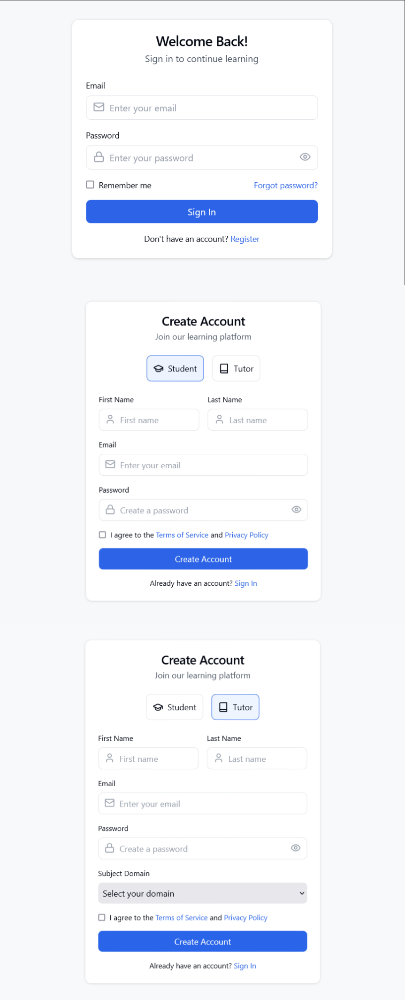 Welcome Back!
Sign in to continue learning
Email
Enter your email
Password
Enter your password
Remember me Forgot password?
Sign In
Don't have an account? Register
Create Account
Join our learning platform
Student Tutor
First Name Last Name
First name Last name
Email
Enter your email
Password
Create a password
I agree to the Terms of Service and Privacy Policy
Create Account
Already have an account? Sign In
Create Account
Join our learning platform
Student Tutor
First Name Last Name
First name Last name
Email
Enter your email
Password
Create a password
Subject Domain
Select your domain
I agree to the Terms of Service and Privacy Policy
Create Account
Already have an account? Sign In